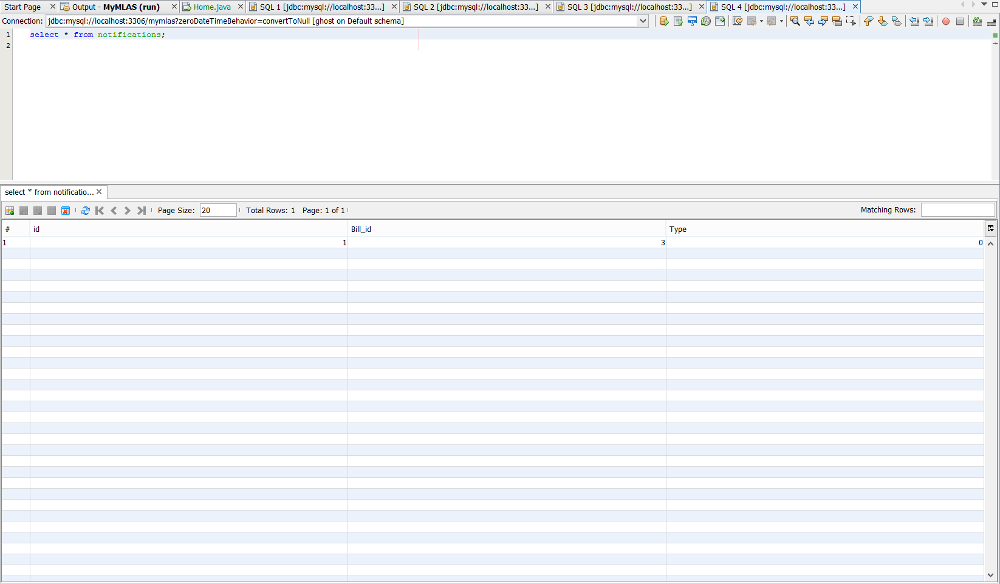 Start Page Output - MyMLAS (run) Home.java SQL 1 [jdbc:mysql://localhost:33...] SQL 2 [jdbc:mysql://localhost:33...] SQL 3 [jdbc:mysql://localhost:33...] SQL 4 [jdbc:mysql://localhost:33...]
Connection: jdbc:mysql://localhost:3306/mymlas?zeroDateTimeBehavior=convertToNull [ghost on Default schema]
1 select * from notifications;
2
select * from notificatio...
Page Size: 20 Total Rows: 1 Page: 1 of 1 Matching Rows:
# id Bill_id Type
1 1 3 0